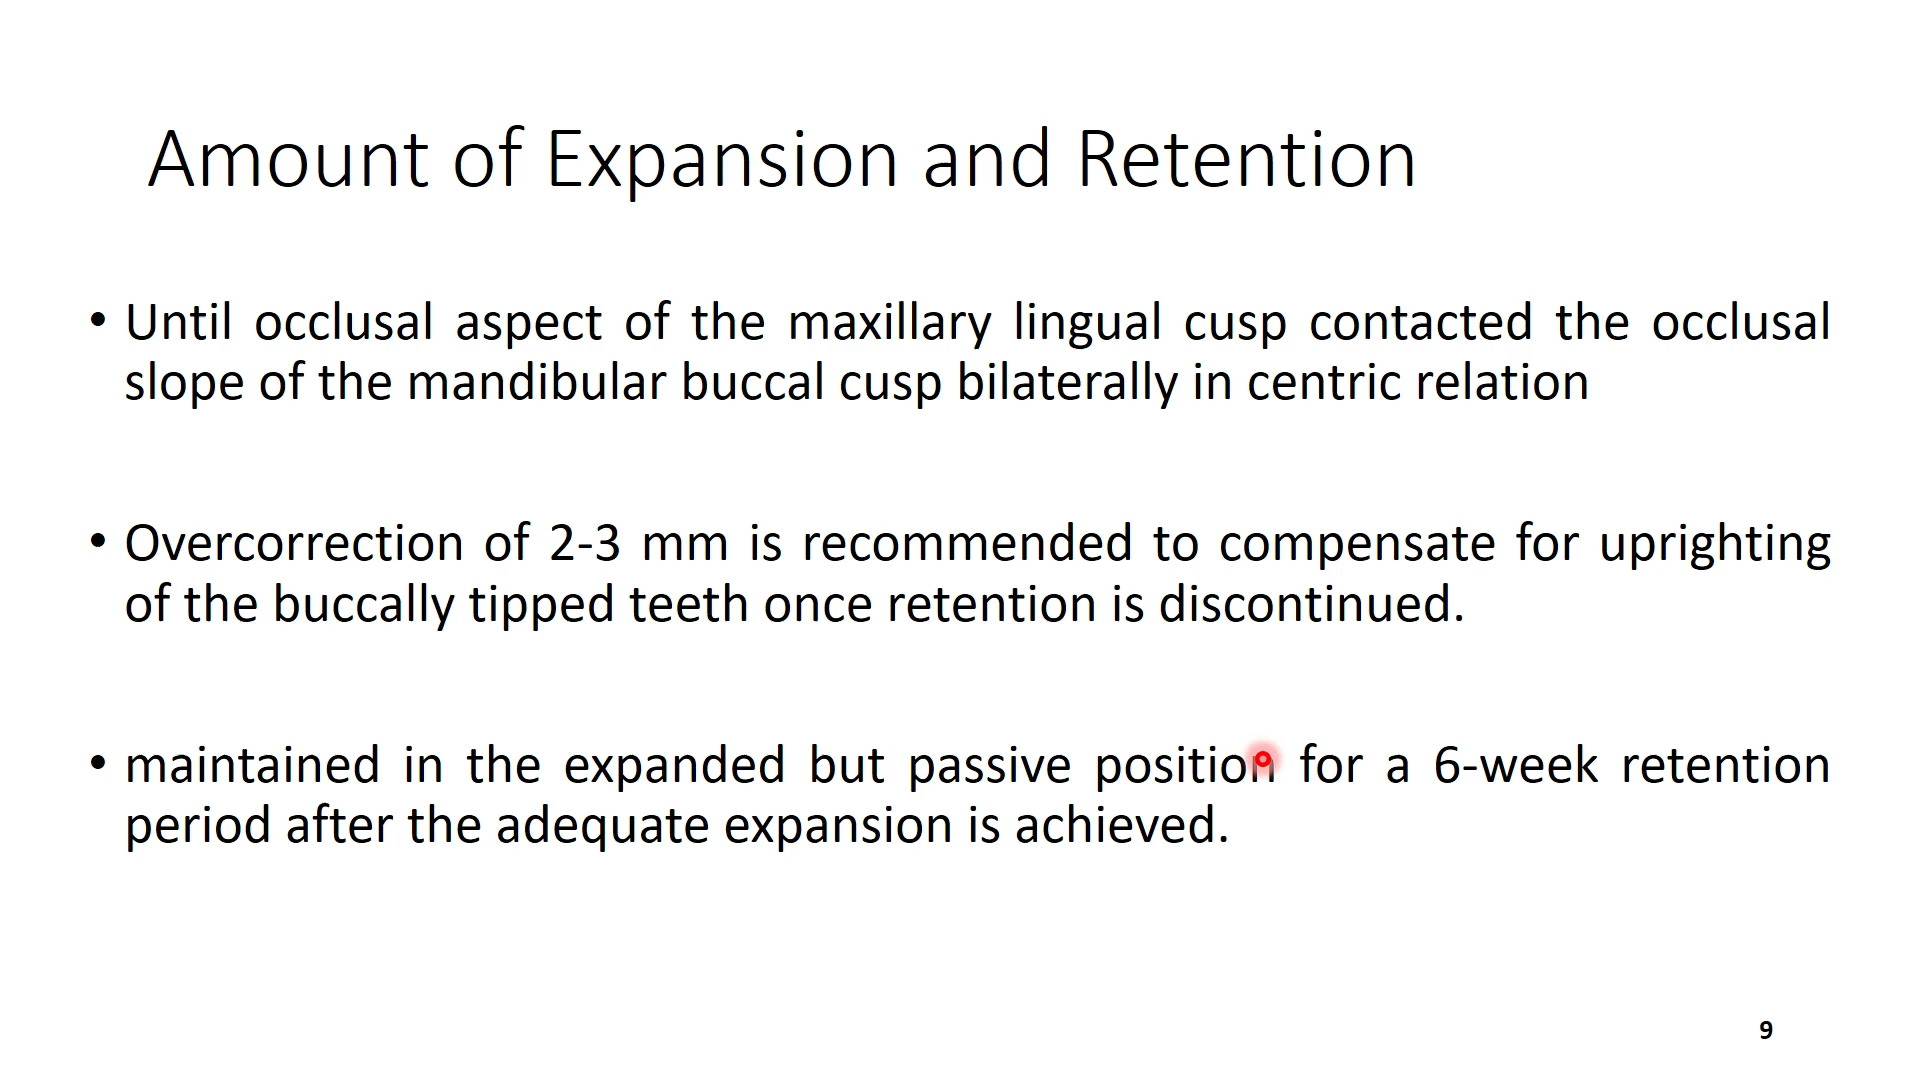 Amount of Expansion and Retention
• Until occlusal aspect of the maxillary lingual cusp contacted the occlusal
slope of the mandibular buccal cusp bilaterally in centric relation
• Overcorrection of 2-3 mm is recommended to compensate for uprighting
of the buccally tipped teeth once retention is discontinued.
• maintained in the expanded but passive position for a 6-week retention
period after the adequate expansion is achieved.
9